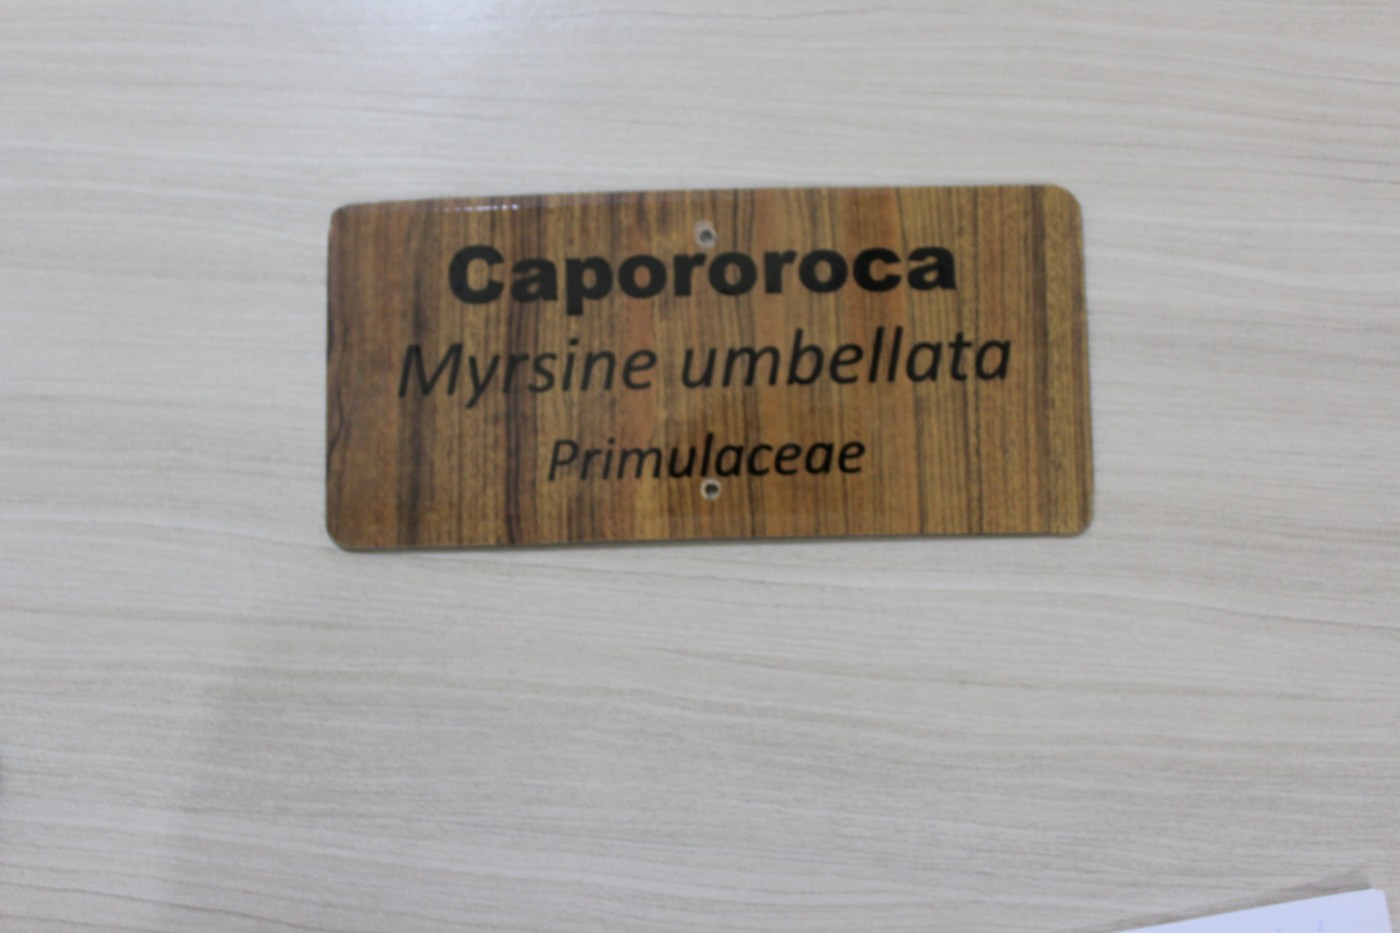 Capororoca
Myrsine umbellata
Primulaceae